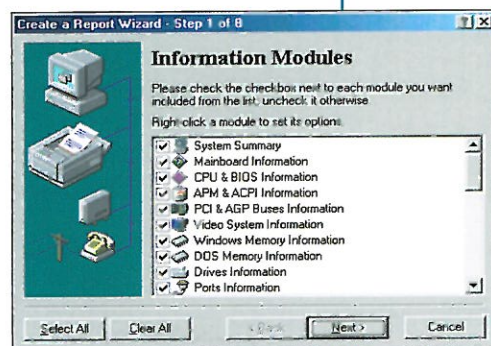 Create a Report Wizard - Step 1 of 8
Information Modules
Please check the checkbox next to each module you want
included from the list, uncheck it otherwise
Right-click a module to set its options
System Summary
Mainboard Information
CPU & BIOS Information
APM & ACPI Information
PCI & AGP Buses Information
Video System Information
Windows Memory Information
DOS Memory Information
Drives Information
Ports Information
Select All
Clear All
< Back
Next >
Cancel